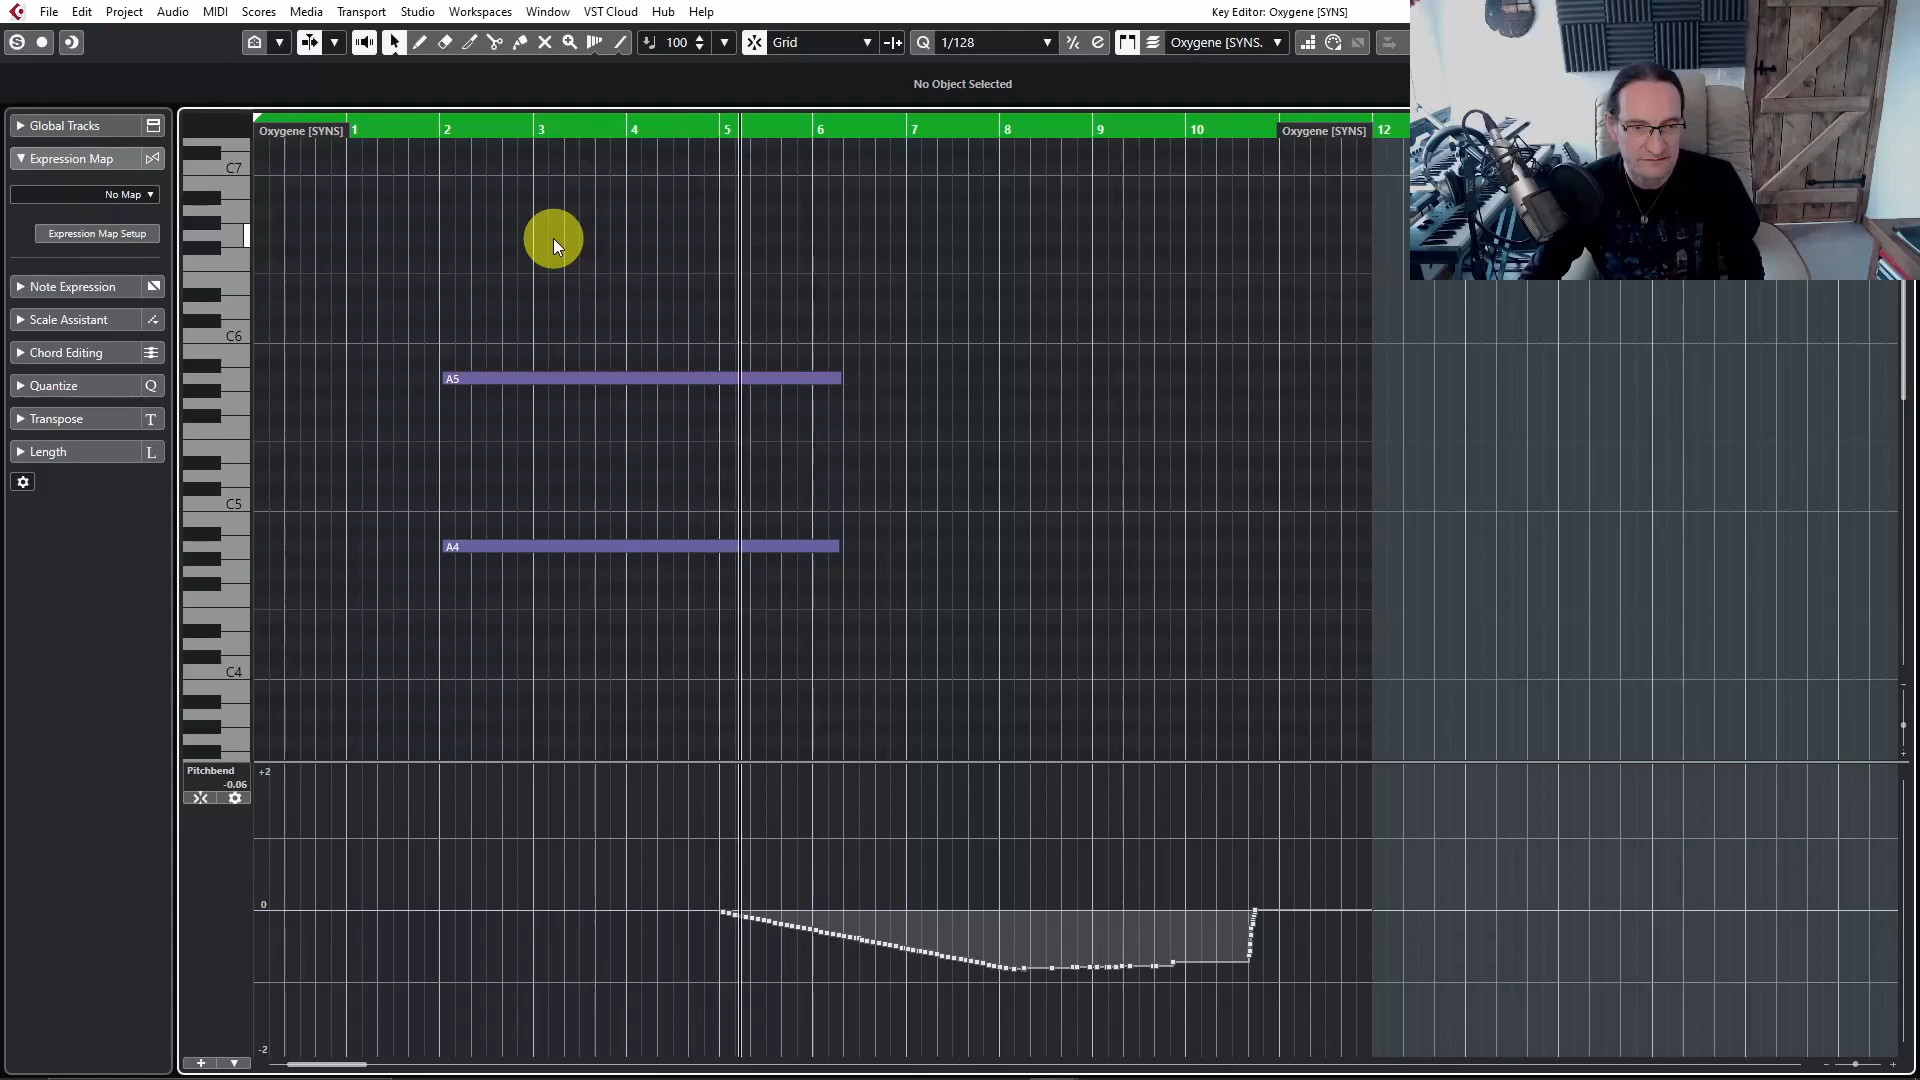 File Edit Project Audio MIDI Scores Media Transport Studio Workspaces Window VST Cloud Hub Help Key Editor: Oxygene [SYNS]
100 Grid Q 1/128 Oxygene [SYNS.
No Object Selected
Global Tracks
Expression Map
No Map
Expression Map Setup
Note Expression
Scale Assistant
Chord Editing
Quantize Q
Transpose T
Length L
Oxygene [SYNS] 1 2 3 4 5 6 7 8 9 10 Oxygene [SYNS] 12
C7
C6
A5
C5
A4
C4
Pitchbend +2
-0.06
0
-2